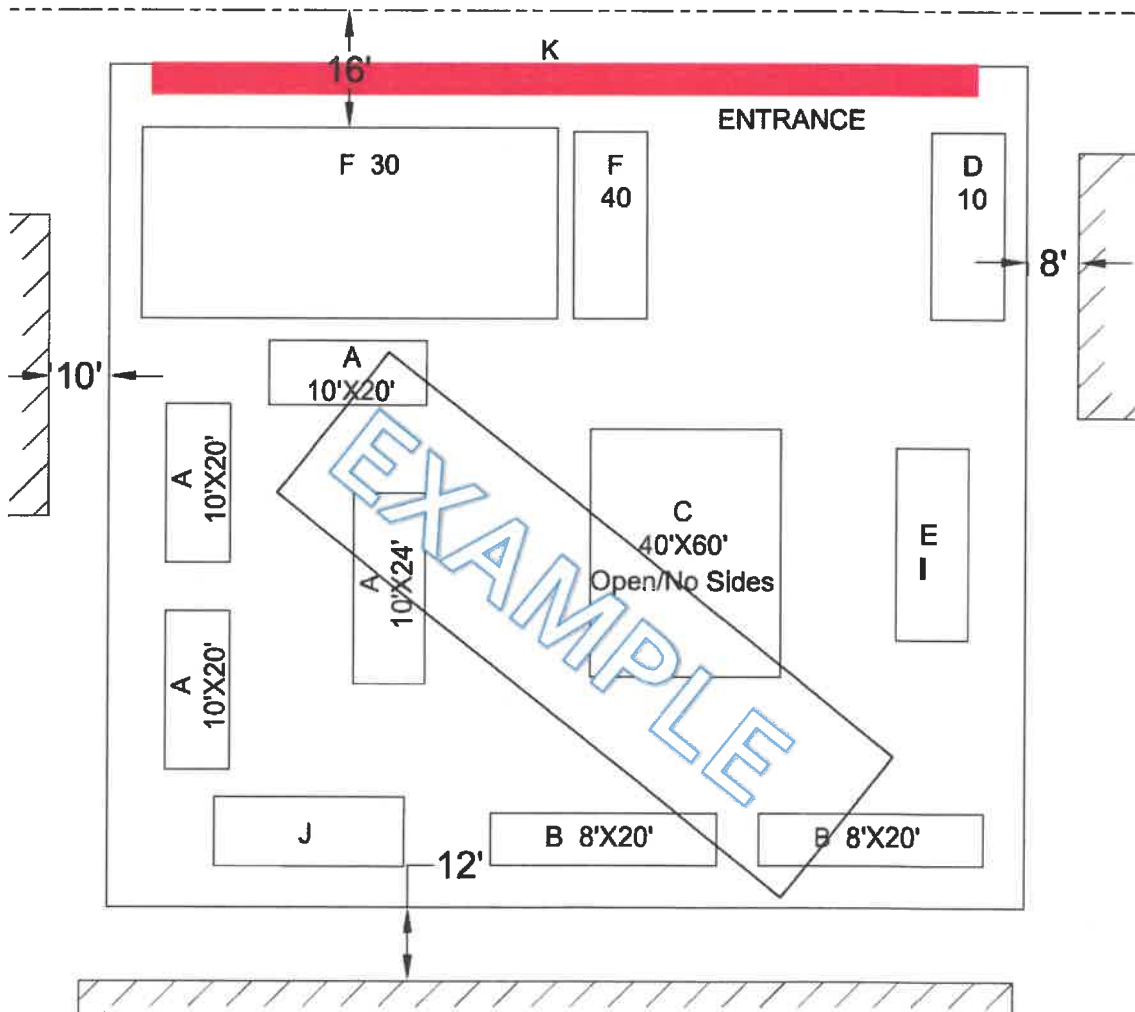 K
16'
ENTRANCE
F 30
F
40
D
10
8'
10'
A
10'X20'
A
10'X20'
A
10'X24'
C
40'X60'
Open/No Sides
E
I
A
10'X20'
EXAMPLE
J
B 8'X20'
B 8'X20'
12'